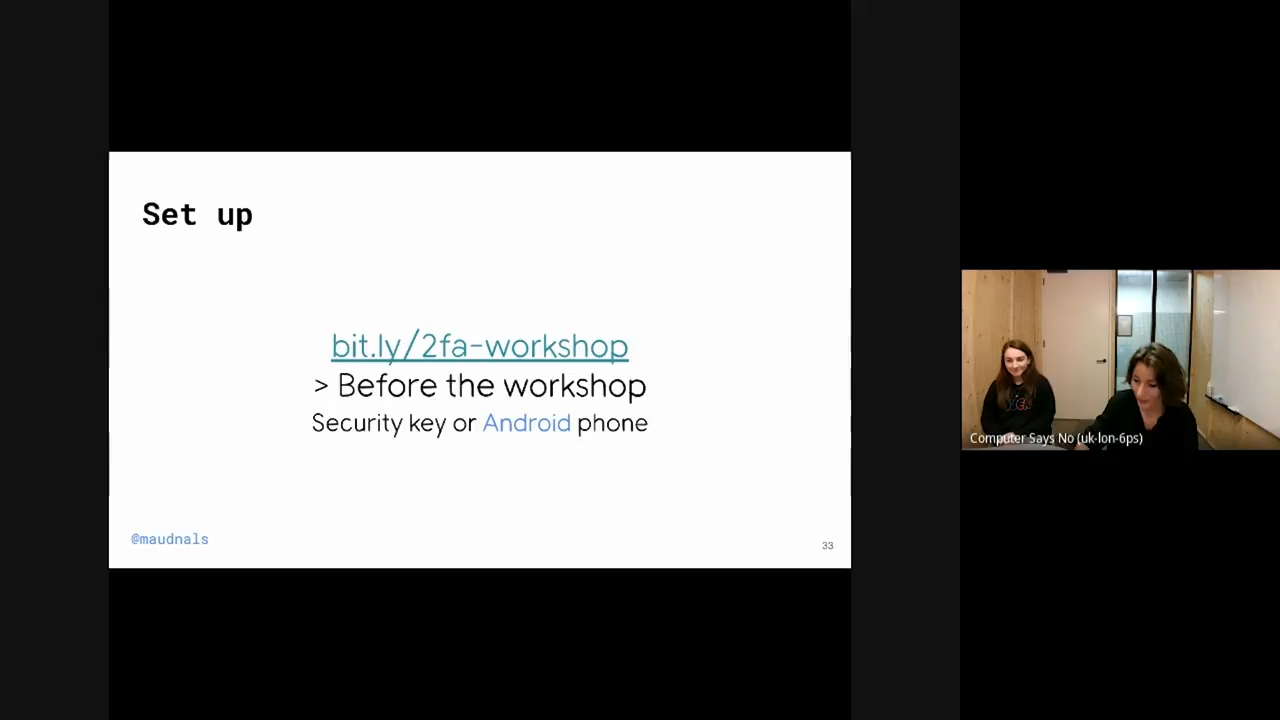 Set up
bit.ly/2fa-workshop
> Before the workshop
Security key or Android phone
@maudnals
33
Computer Says No (uk-lon-6ps)